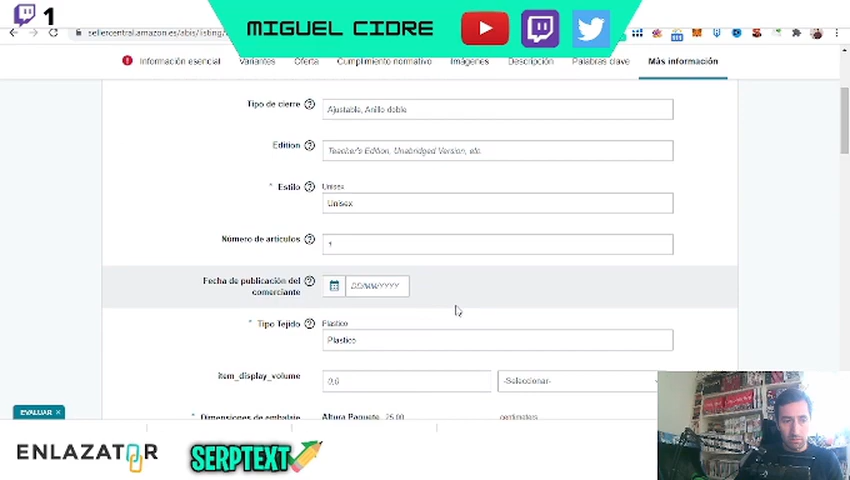 1
MIGUEL CIDRE
sellercentral.amazon.es/abis/listing/
Información esencial Variantes Oferta Cumplimiento normativo Imágenes Descripción Palabras clave Más información
Tipo de cierre Ajustable, Anillo doble
Edition Teacher's Edition, Unabridged Version, etc.
Unisex
* Estilo Unisex
Número de artículos 1
Fecha de publicación del comerciante DD/MM/YYYY
Plastico
* Tipo Tejido Plastico
item_display_volume 0,6 -Seleccionar-
* Dimensiones de embalaje Altura Paquete 25,00 centimeters
EVALUAR ×
ENLAZATOR
SERPTEXT